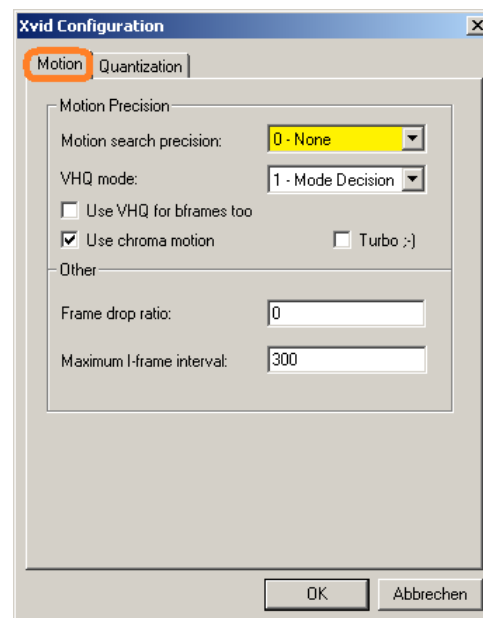 Xvid Configuration
Motion
Quantization
Motion Precision
Motion search precision:
0 - None
VHQ mode:
1 - Mode Decision
Use VHQ for bframes too
Use chroma motion
Turbo ;-)
Other
Frame drop ratio:
0
Maximum I-frame interval:
300
OK
Abbrechen